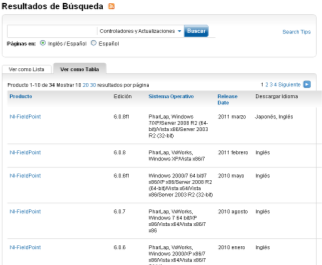 Resultados de Búsqueda
Controladores y Actualizaciones Buscar Search Tips
Páginas en: Inglés / Español Español
Ver como Lista Ver como Tabla
Products 1-10 de 34 Mostrar 10 20 30 resultados por página 1 2 3 4 Siguiente
Producto Edición Sistema Operativo Release Descargar Idioma
Date
NI-FieldPoint 6.0.8f1 PharLap, Windows 2011 marzo Japonés, Inglés
7/XP/Server 2008 R2 (64-
bit)/Vista x86/Server 2003
R2 (32-bit)
NI-FieldPoint 6.0.8 PharLap, VxWorks, 2011 febrero Inglés
Windows XP/Vista x86/7
NI-FieldPoint 6.0.8f1 PharLap, VxWorks, 2010 mayo Inglés
Windows 2000/7 64 bit/7
x86/XP x86/Server 2008 R2
(64-bit)/Vista x64/Vista
x86/Server 2003 R2 (32-bit)
NI-FieldPoint 6.0.7 PharLap, VxWorks, 2010 agosto Inglés
Windows 7 64 bit/XP
x86/Vista x64/Vista x86/7
x86
NI-FieldPoint 6.0.6 PharLap, VxWorks, 2010 enero Inglés
Windows 2000/XP x86/7
x86/Vista x64/Vista x86/7